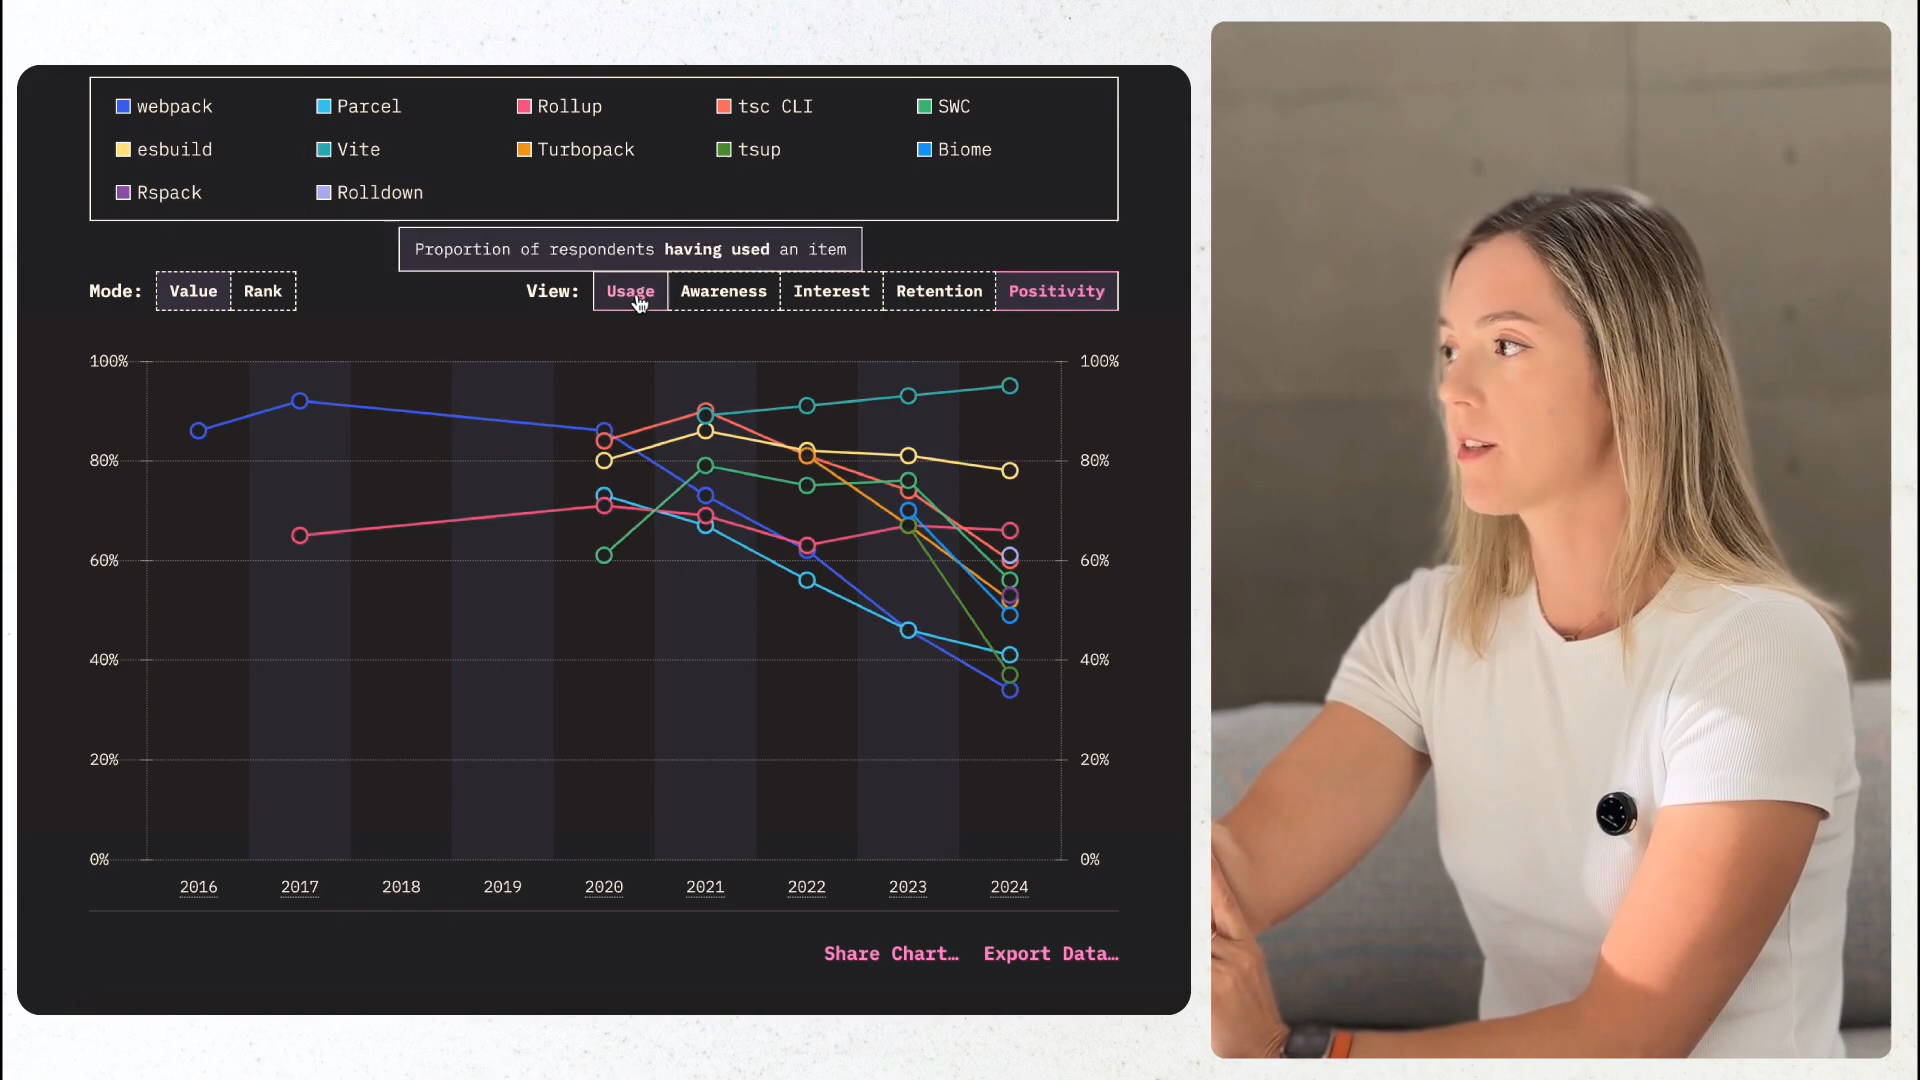 webpack Parcel Rollup tsc CLI SWC
esbuild Vite Turbopack tsup Biome
Rspack Rolldown
Proportion of respondents having used an item
Mode: Value Rank View: Usage Awareness Interest Retention Positivity
100% 100%
80% 80%
60% 60%
40% 40%
20% 20%
0% 0%
2016 2017 2018 2019 2020 2021 2022 2023 2024
Share Chart… Export Data…